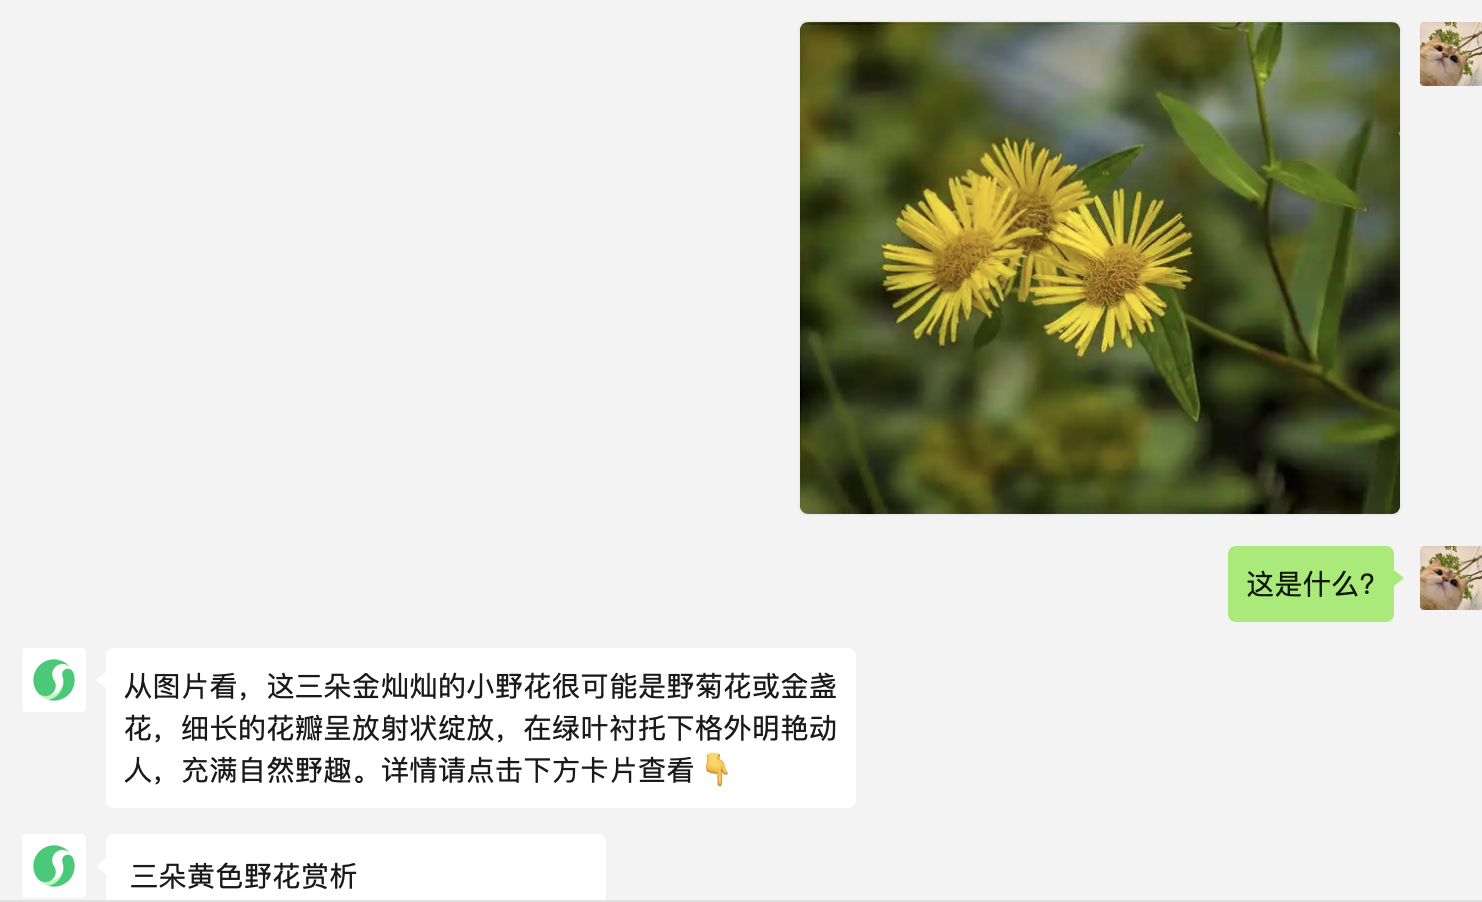 这是什么?
从图片看，这三朵金灿灿的小野花很可能是野菊花或金盏
花，细长的花瓣呈放射状绽放，在绿叶衬托下格外明艳动
人，充满自然野趣。详情请点击下方卡片查看👇
三朵黄色野花赏析